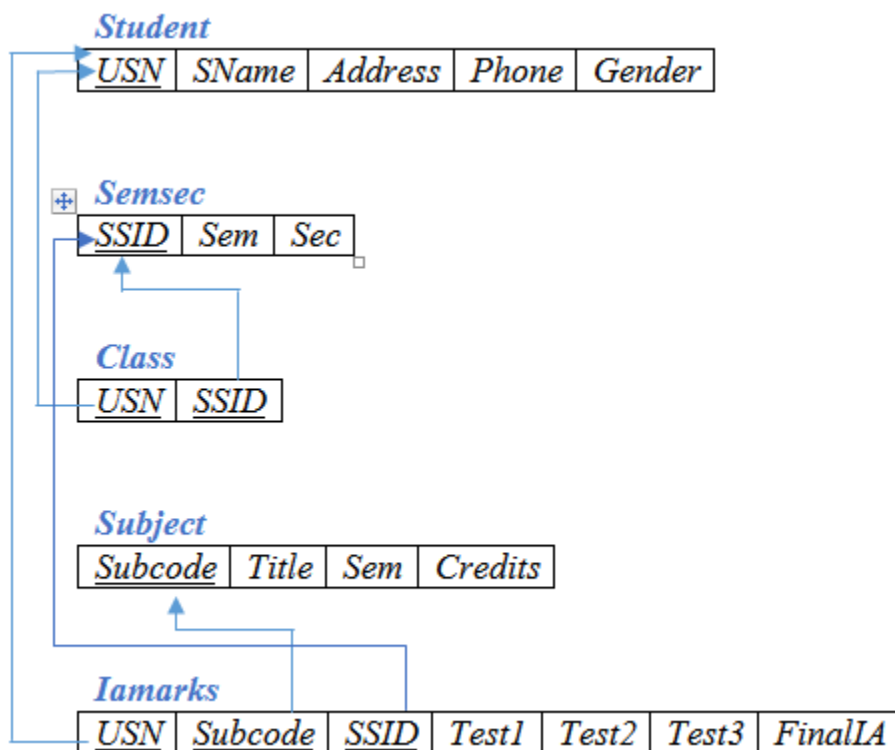 Student
USN SName Address Phone Gender
Semsec
SSID Sem Sec
Class
USN SSID
Subject
Subcode Title Sem Credits
Iamarks
USN Subcode SSID Test1 Test2 Test3 FinalIA